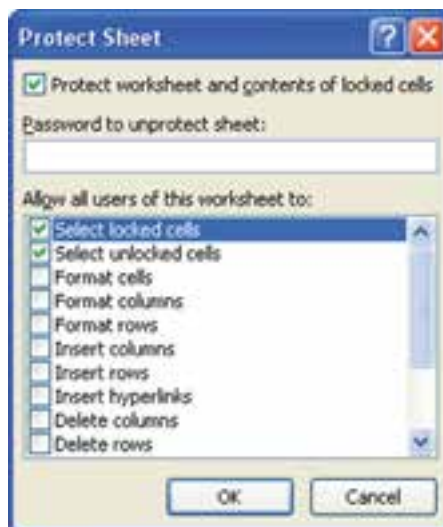 Protect Sheet
Protect worksheet and contents of locked cells
Password to unprotect sheet:
Allow all users of this worksheet to:
Select locked cells
Select unlocked cells
Format cells
Format columns
Format rows
Insert columns
Insert rows
Insert hyperlinks
Delete columns
Delete rows
OK Cancel